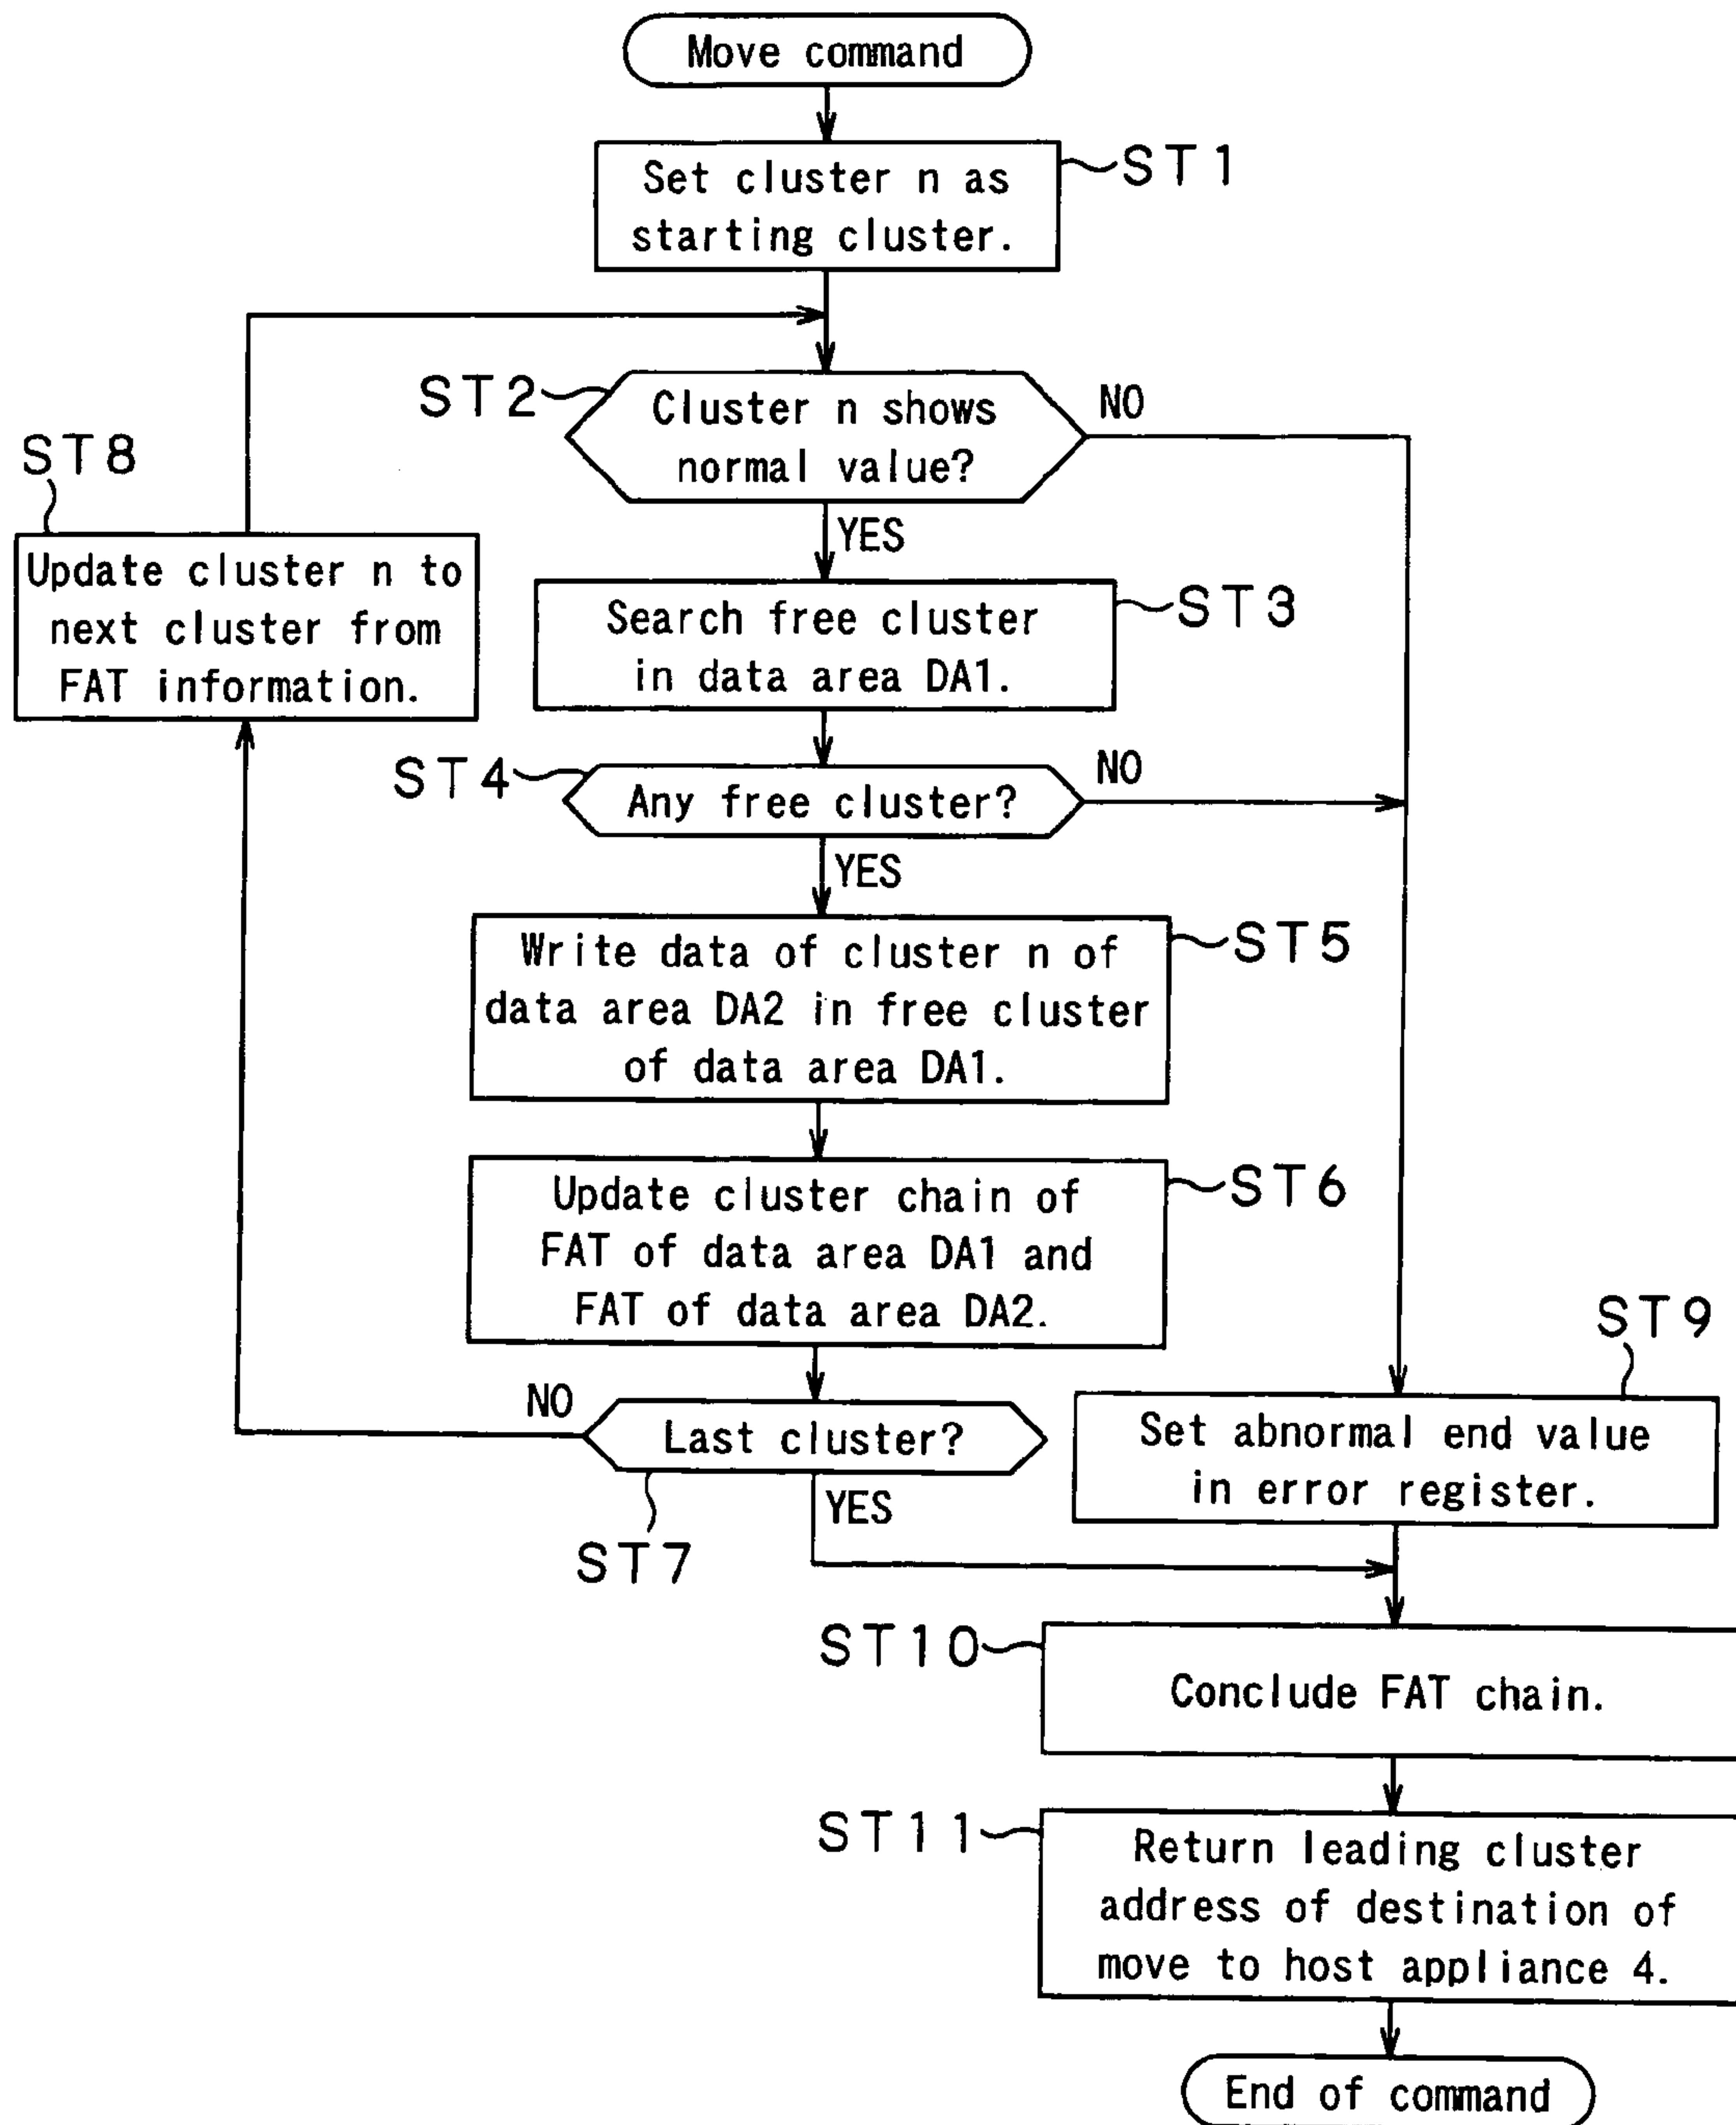 Move command
Set cluster n as
starting cluster.
ST1
ST2
Cluster n shows
normal value?
NO
YES
ST8
Update cluster n to
next cluster from
FAT information.
Search free cluster
in data area DA1.
ST3
ST4
Any free cluster?
NO
YES
Write data of cluster n of
data area DA2 in free cluster
of data area DA1.
ST5
Update cluster chain of
FAT of data area DA1 and
FAT of data area DA2.
ST6
NO
Last cluster?
YES
ST7
ST9
Set abnormal end value
in error register.
ST10
Conclude FAT chain.
ST11
Return leading cluster
address of destination of
move to host appliance 4.
End of command